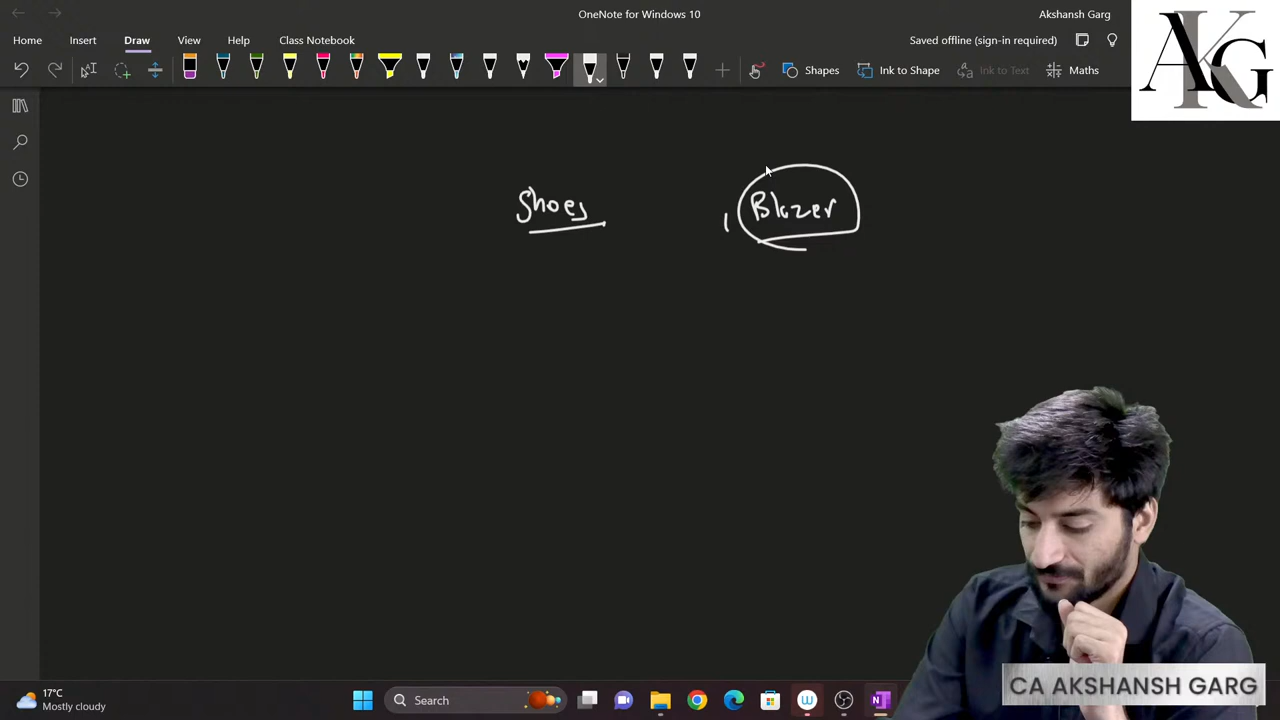 OneNote for Windows 10
Akshansh Garg
Home Insert Draw View Help Class Notebook
Saved offline (sign-in required)
Shapes Ink to Shape Ink to Text Maths
AKG
Shoes Blazer
CA AKSHANSH GARG
17°C
Mostly cloudy
Search